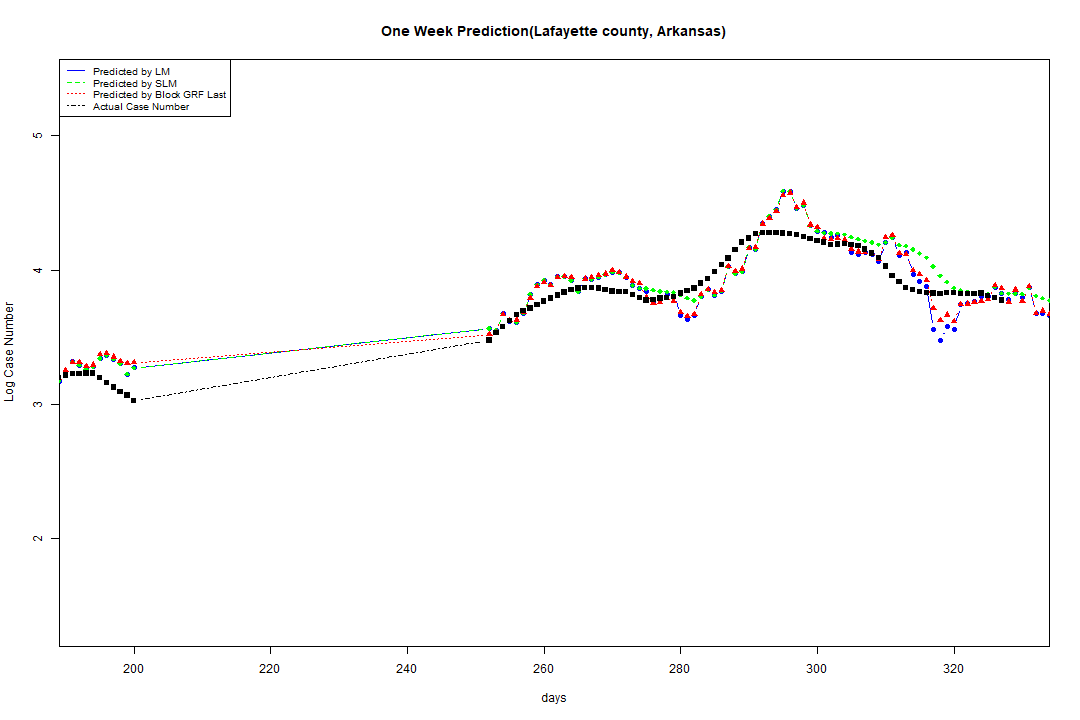 One Week Prediction(Lafayette county, Arkansas)
Predicted by LM
Predicted by SLM
Predicted by Block GRF Last
Actual Case Number
5
4
3
2
Log Case Number
200
220
240
260
280
300
320
days